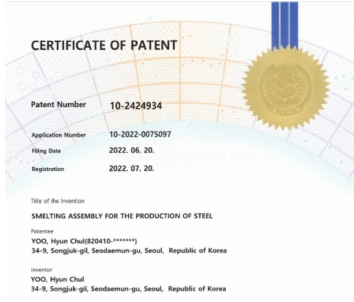 CERTIFICATE OF PATENT
Patent Number 10-2424934
Application Number 10-2022-0075097
Filing Date 2022. 06. 20.
Registration 2022. 07. 20.
Title of the Invention
SMELTING ASSEMBLY FOR THE PRODUCTION OF STEEL
Patentee
YOO, Hyun Chul(820410-*******)
34-9, Songjuk-gil, Seodaemun-gu, Seoul, Republic of Korea
Inventor
YOO, Hyun Chul
34-9, Songjuk-gil, Seodaemun-gu, Seoul, Republic of Korea